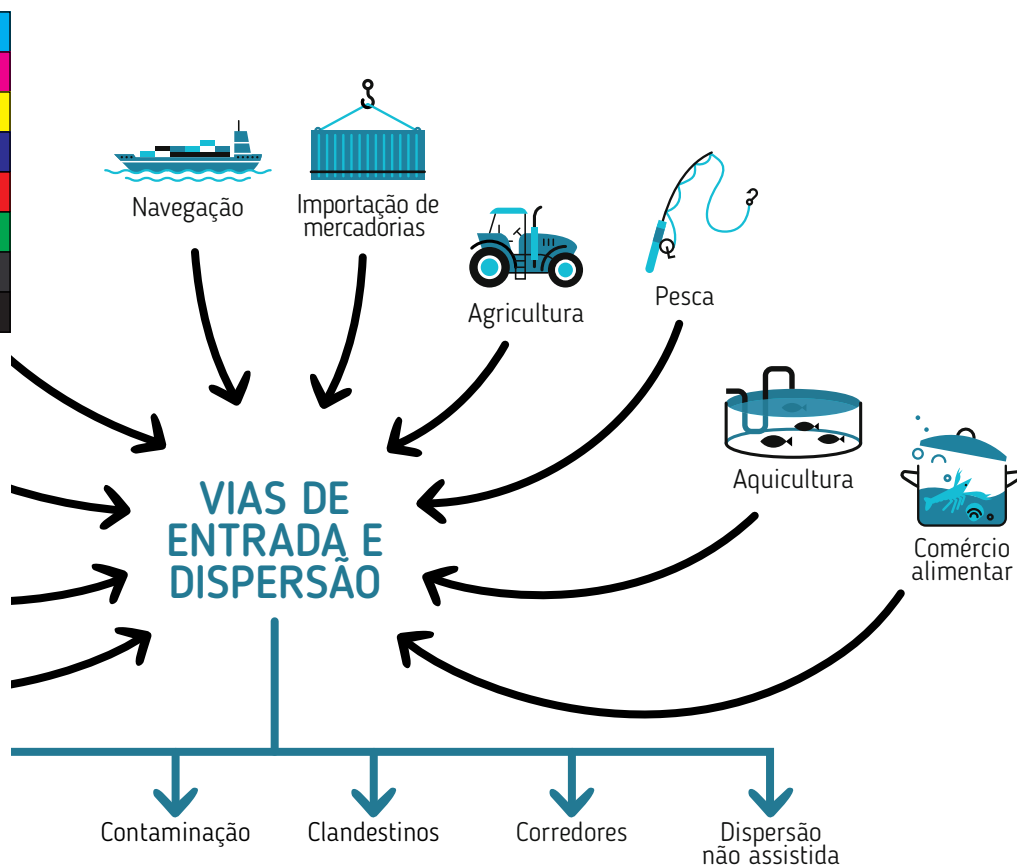 Navegação
Importação de
mercadorias
Agricultura
Pesca
Aquicultura
Comércio
alimentar
VIAS DE
ENTRADA E
DISPERSÃO
Contaminação
Clandestinos
Corredores
Dispersão
não assistida